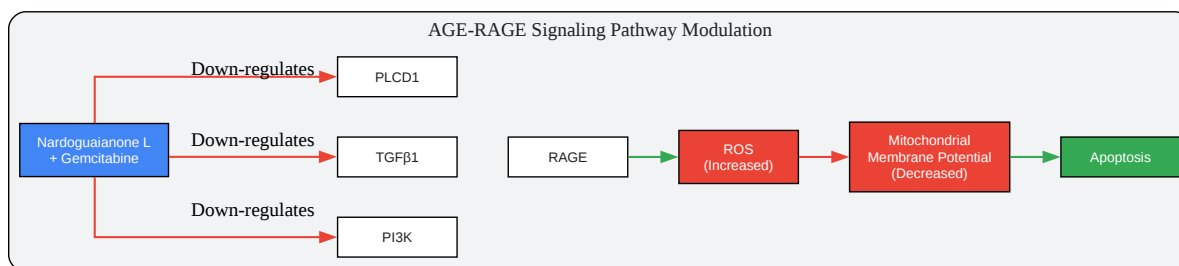 AGE-RAGE Signaling Pathway Modulation
Down-regulates
PLCD1
Nardoguaianone L
+ Gemcitabine
Down-regulates
TGFβ1
RAGE
ROS
(Increased)
Mitochondrial
Membrane Potential
(Decreased)
Apoptosis
Down-regulates
PI3K